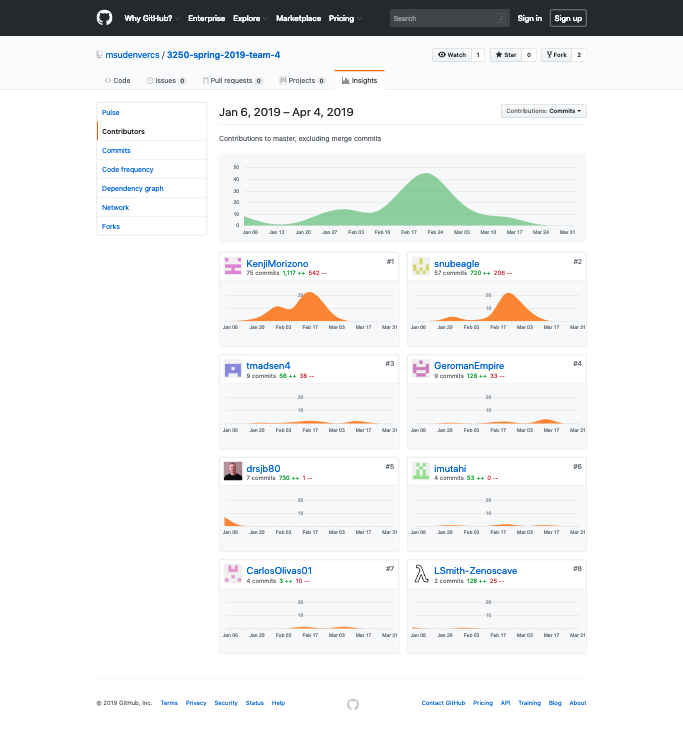 Why GitHub? Enterprise Explore Marketplace Pricing Search / Sign in Sign up
msudenvercs / 3250-spring-2019-team-4 Watch 1 Star 0 Fork 2
Code Issues 0 Pull requests 0 Projects 0 Insights
Pulse
Contributors
Commits
Code frequency
Dependency graph
Network
Forks
Jan 6, 2019 – Apr 4, 2019 Contributions: Commits
Contributions to master, excluding merge commits
50
40
30
20
10
0
Jan 06 Jan 13 Jan 20 Jan 27 Feb 03 Feb 10 Feb 17 Feb 24 Mar 03 Mar 10 Mar 17 Mar 24 Mar 31
KenjiMorizono #1
75 commits 1,117 ++ 542 --
20
Jan 06 Jan 20 Feb 03 Feb 17 Mar 03 Mar 17 Mar 31
snubeagle #2
57 commits 720 ++ 206 --
20
Jan 06 Jan 20 Feb 03 Feb 17 Mar 03 Mar 17 Mar 31
tmadsen4 #3
9 commits 56 ++ 38 --
20
10
Jan 06 Jan 20 Feb 03 Feb 17 Mar 03 Mar 17 Mar 31
GeromanEmpire #4
9 commits 128 ++ 33 --
20
10
Jan 06 Jan 20 Feb 03 Feb 17 Mar 03 Mar 17 Mar 31
drsjb80 #5
7 commits 730 ++ 1 --
20
10
Jan 06 Jan 20 Feb 03 Feb 17 Mar 03 Mar 17 Mar 31
imutahi #6
4 commits 53 ++ 0 --
20
10
Jan 06 Jan 20 Feb 03 Feb 17 Mar 03 Mar 17 Mar 31
CarlosOlivas01 #7
4 commits 3 ++ 10 --
20
10
Jan 06 Jan 20 Feb 03 Feb 17 Mar 03 Mar 17 Mar 31
LSmith-Zenoscave #8
2 commits 128 ++ 25 --
20
10
Jan 06 Jan 20 Feb 03 Feb 17 Mar 03 Mar 17 Mar 31
© 2019 GitHub, Inc. Terms Privacy Security Status Help Contact GitHub Pricing API Training Blog About